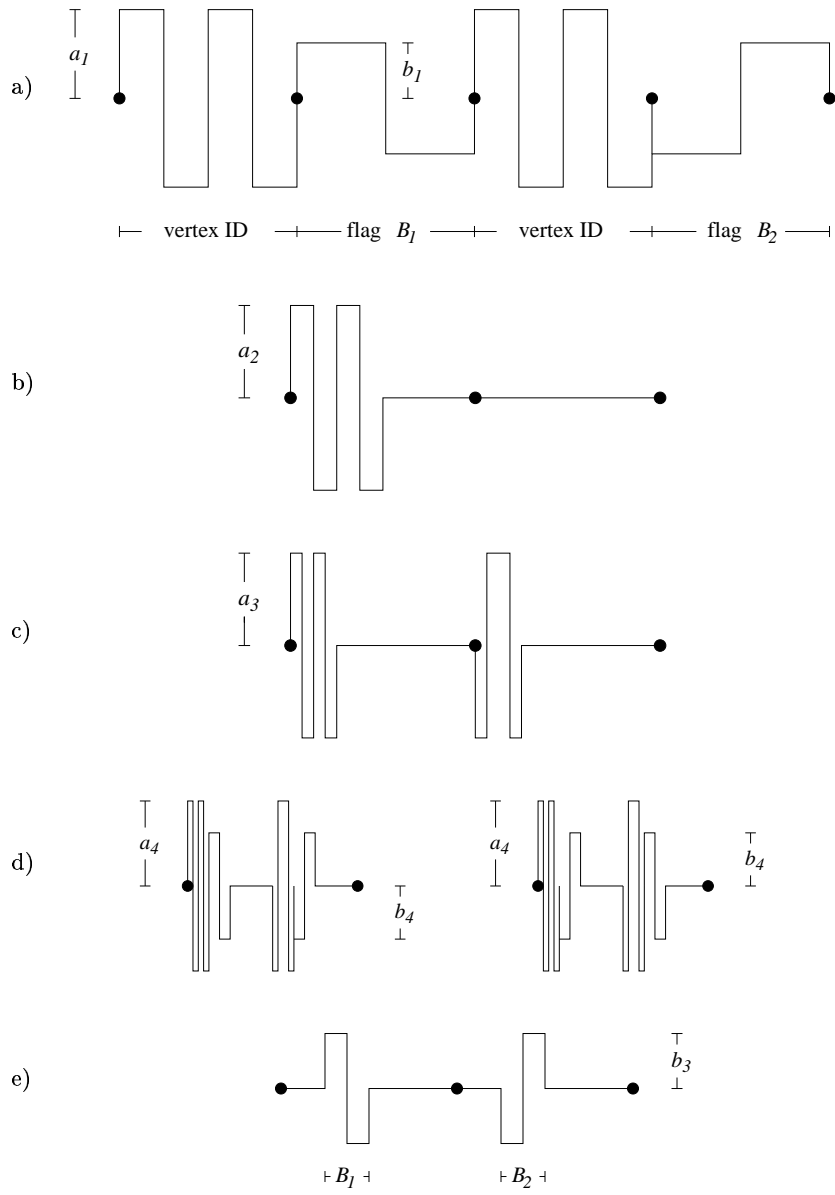 a)
a1
b1
vertex ID
flag B1
vertex ID
flag B2
b)
a2
c)
a3
d)
a4
b4
a4
b4
e)
b3
B1
B2